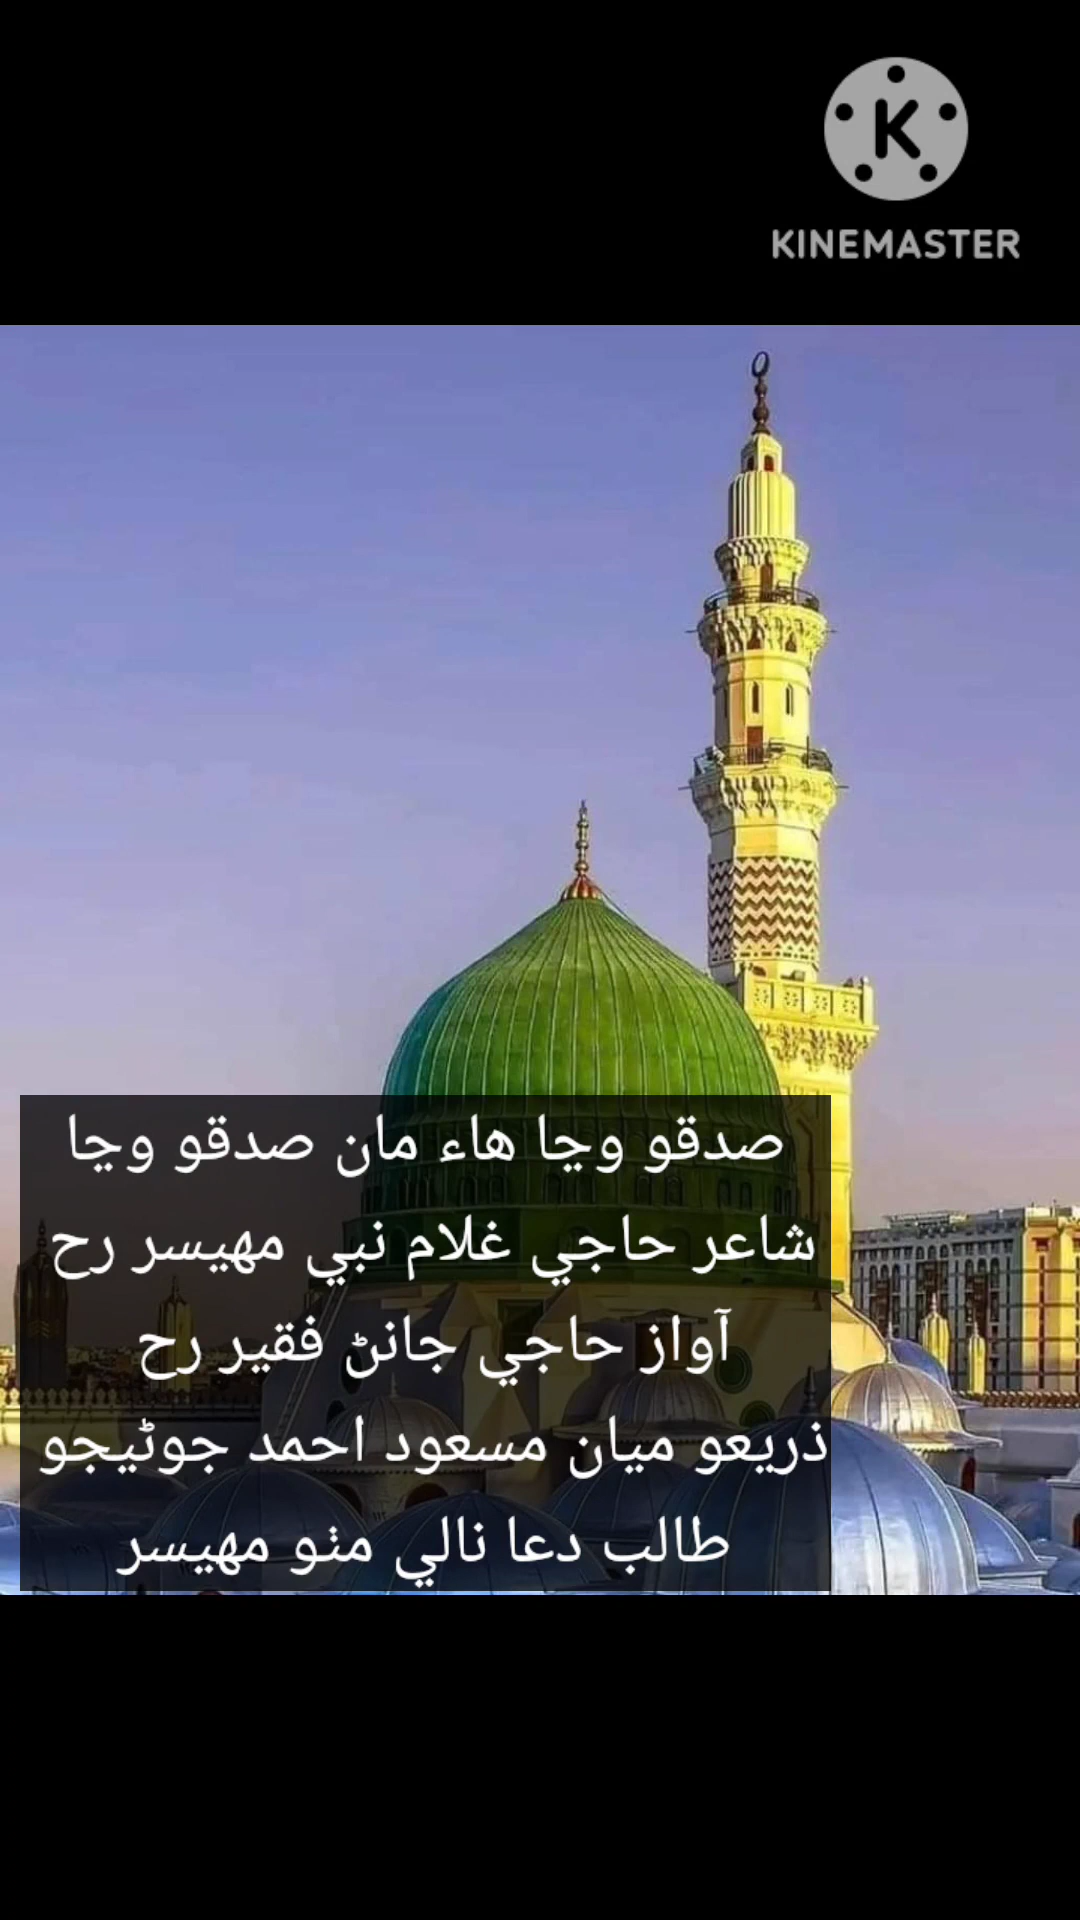 KINEMASTER
صدقو وڃا هاء مان صدقو وڃا
شاعر حاجي غلام نبي مهيسر رح
آواز حاجي جانڻ فقير رح
ذريعو ميان مسعود احمد جوڻيجو
طالب دعا نالي مٺو مهيسر